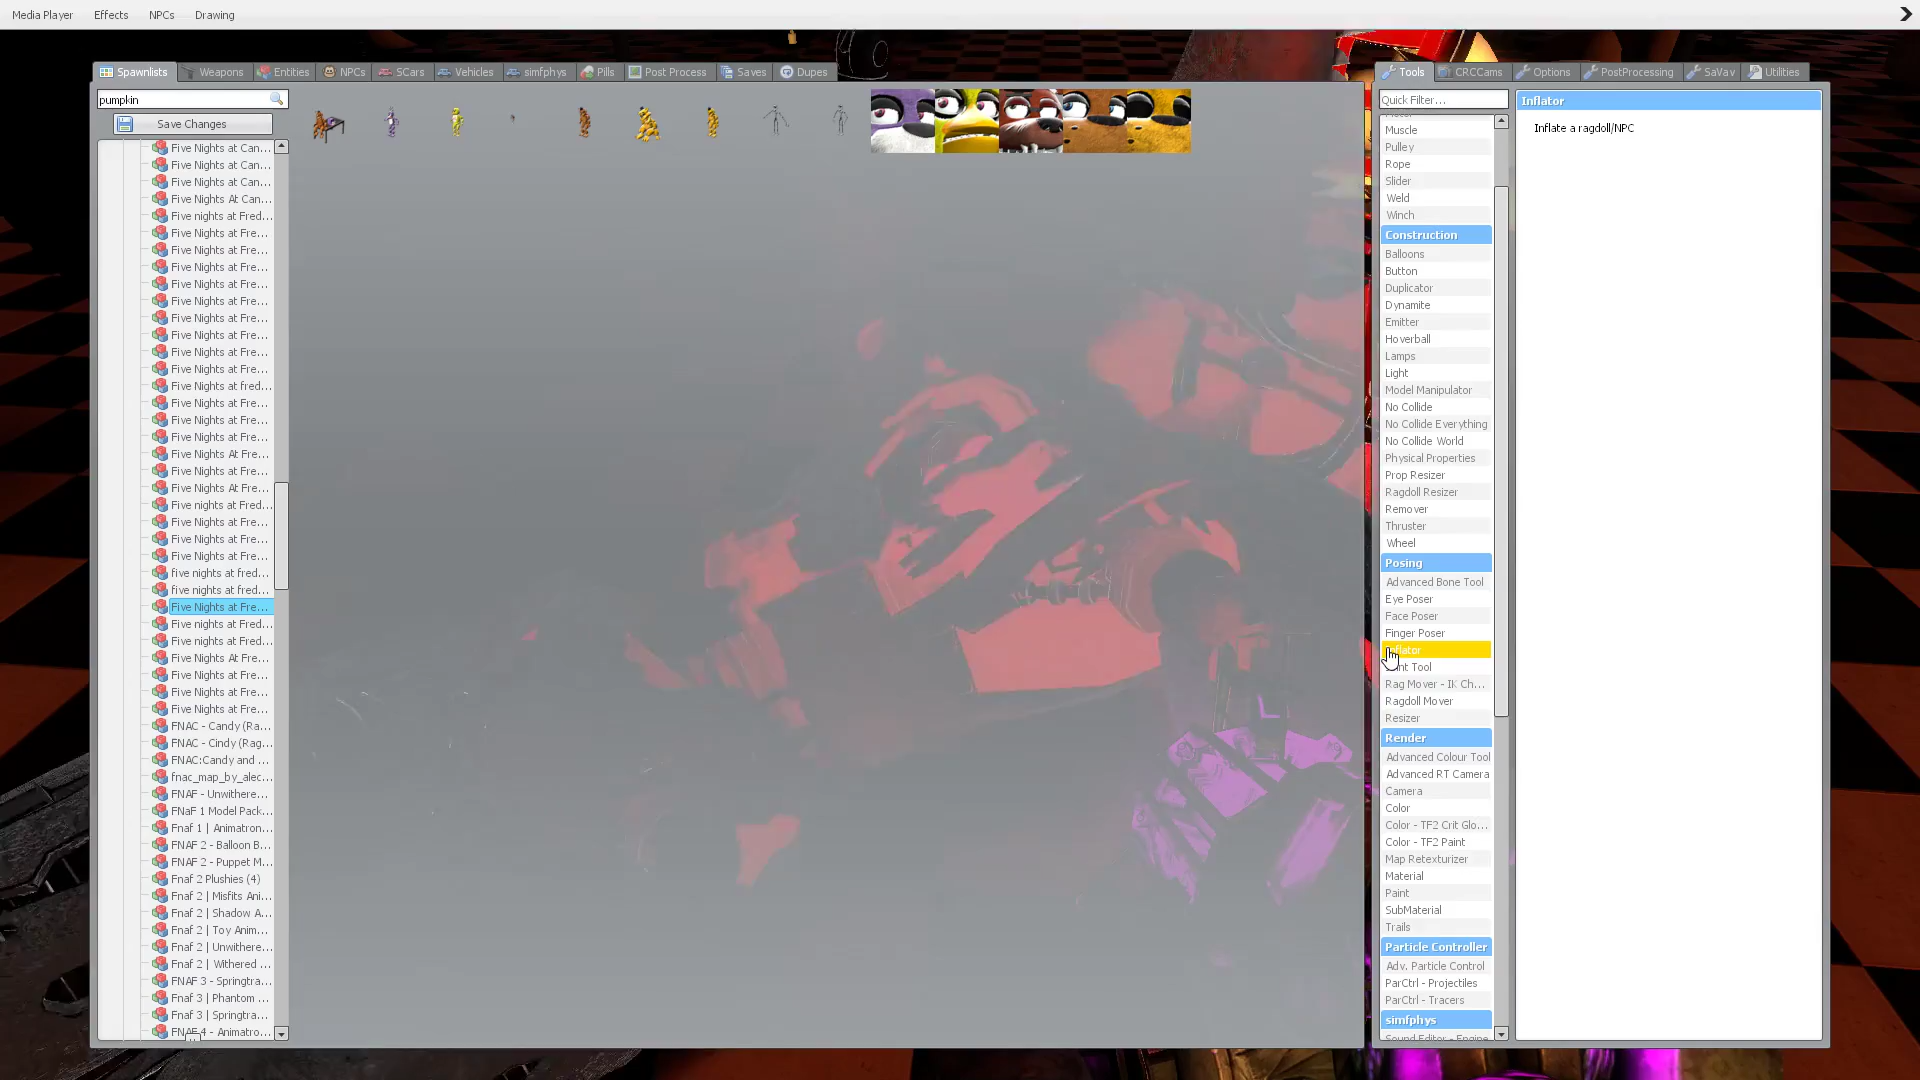 Media Player Effects NPCs Drawing
Spawnlists Weapons Entities NPCs SCars Vehicles simfphys Pills Post Process Saves Dupes
pumpkin
Save Changes
Five Nights at Can...
Five Nights at Can...
Five Nights at Can...
Five Nights At Can...
Five nights at Fred...
Five Nights at Fre...
Five Nights at Fre...
Five Nights at Fre...
Five Nights at Fre...
Five Nights at Fre...
Five Nights at Fre...
Five Nights at Fre...
Five Nights at Fre...
Five Nights at Fre...
Five Nights at fred...
Five Nights at Fre...
Five Nights at Fre...
Five Nights at Fre...
Five Nights At Fre...
Five Nights at Fre...
Five Nights At Fre...
Five nights at Fred...
Five Nights at Fre...
Five Nights at Fre...
Five Nights at Fre...
five nights at fred...
five nights at fred...
Five Nights at Fre...
Five nights at Fred...
Five nights at Fred...
Five Nights At Fre...
Five Nights at Fre...
Five Nights at Fre...
Five Nights at Fre...
FNAC - Candy (Ra...
FNAC - Cindy (Rag...
FNAC:Candy and ...
fnac_map_by_alec...
FNAF - Unwithere...
FNaF 1 Model Pack...
Fnaf 1 | Animatron...
FNAF 2 - Balloon B...
FNAF 2 - Puppet M...
Fnaf 2 Plushies (4)
Fnaf 2 | Misfits Ani...
Fnaf 2 | Shadow A...
Fnaf 2 | Toy Anim...
Fnaf 2 | Unwithere...
Fnaf 2 | Withered ...
FNAF 3 - Springtra...
Fnaf 3 | Phantom ...
Fnaf 3 | Springtra...
FNAF 4 - Animatro...
Tools CRCCams Options PostProcessing SaVav Utilities
Quick Filter...
Muscle
Pulley
Rope
Slider
Weld
Winch
Construction
Balloons
Button
Duplicator
Dynamite
Emitter
Hoverball
Lamps
Light
Model Manipulator
No Collide
No Collide Everything
No Collide World
Physical Properties
Prop Resizer
Ragdoll Resizer
Remover
Thruster
Wheel
Posing
Advanced Bone Tool
Eye Poser
Face Poser
Finger Poser
Inflator
Tool
Rag Mover - IK Ch...
Ragdoll Mover
Resizer
Render
Advanced Colour Tool
Advanced RT Camera
Camera
Color
Color - TF2 Crit Glo...
Color - TF2 Paint
Map Retexturizer
Material
Paint
SubMaterial
Trails
Particle Controller
Adv. Particle Control
ParCtrl - Projectiles
ParCtrl - Tracers
simfphys
Sound Editor - Engine
Inflator
Inflate a ragdoll/NPC